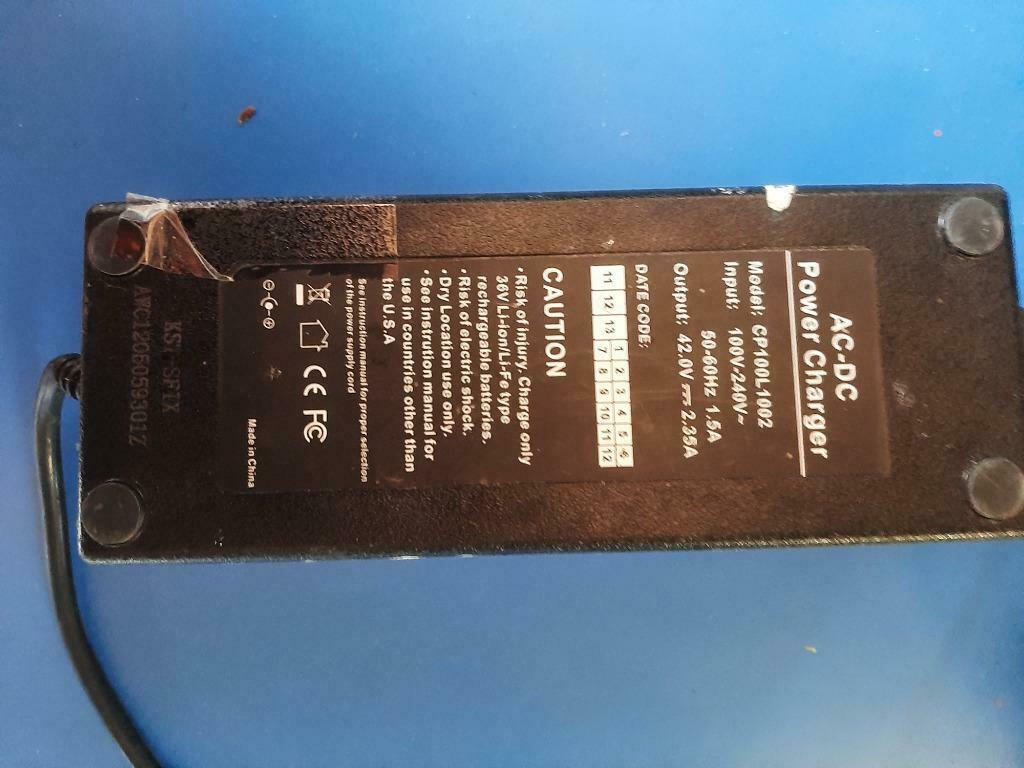 AC-DC
Power Charger
Model: CP100L1002
Input: 100V-240V~
50-60Hz 1.5A
Output: 42.0V 2.35A
DATE CODE:
11 12 13 1 2 3 4 5 6
7 8 9 10 11 12
CAUTION
·Risk of injury. Charge only
36V Li-ion/Li-Fe type
rechargeable batteries.
·Risk of electric shock.
·Dry Location use only.
·See instrution manual for
use in countries other than
the U.S.A
See instruction manual for proper selection
of the power supply cord
CE FC
Made in China
KSI-SFTX
AWC1206059301Z